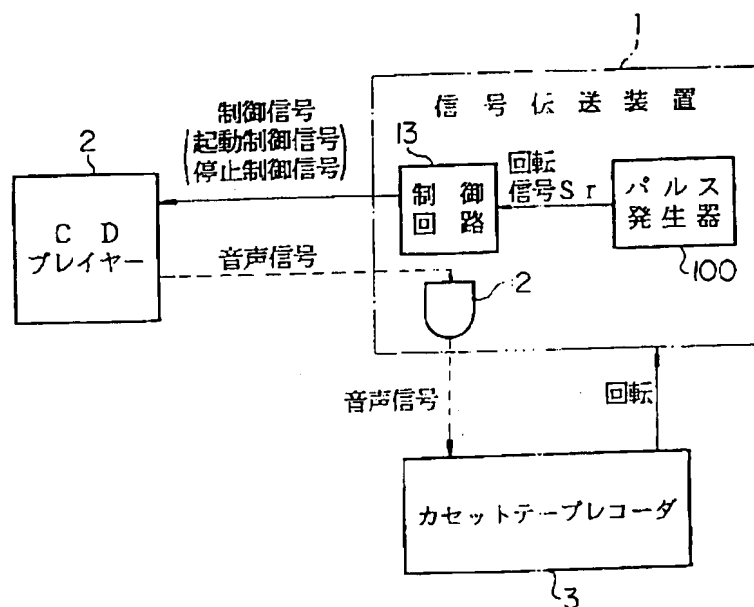 1
信号伝送装置
制御信号
(起動制御信号)
(停止制御信号)
2
CD
プレイヤー
13
制御
回路
回転
信号Sr
パルス
発生器
100
音声信号
2
音声信号
回転
カセットテープレコーダ
3